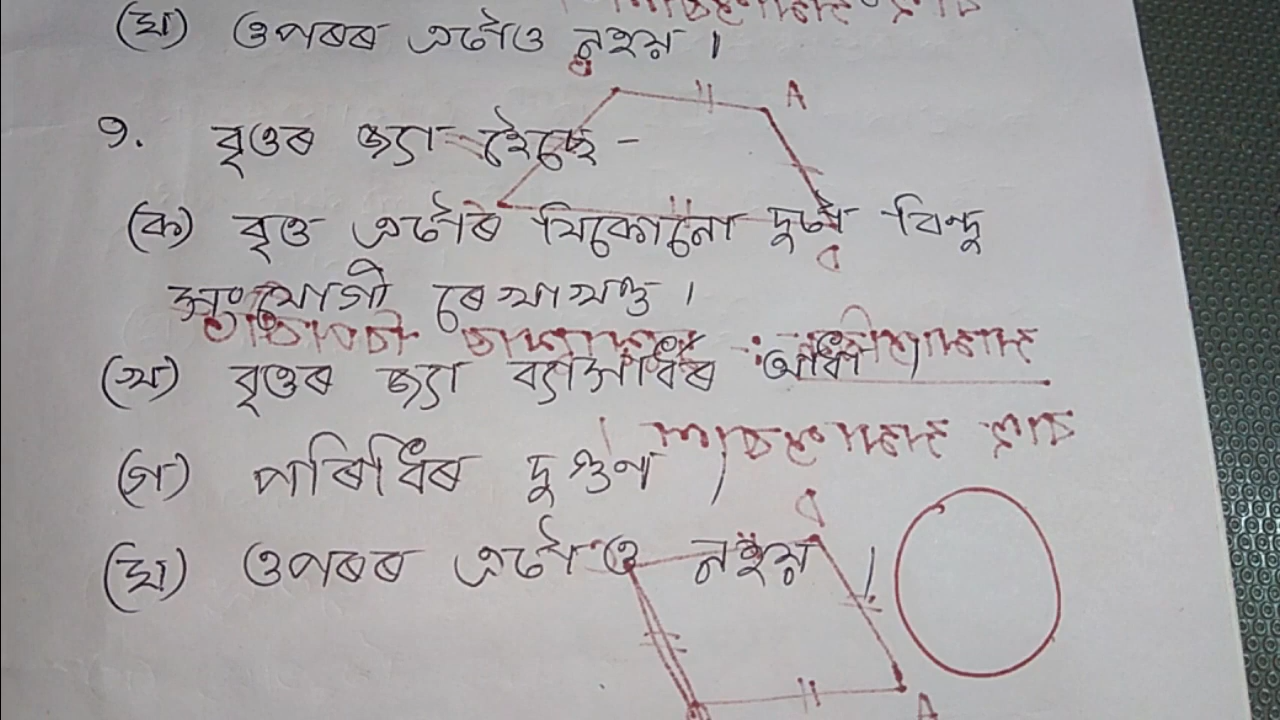 (ঘ) ওপৰৰ এটাও নহয়।
৭. বৃত্তৰ জ্যা হৈছে -
(ক) বৃত্ত এটাৰ যিকোনো দুটা বিন্দু
সংযোগী ৰেখাখণ্ড।
(খ) বৃত্তৰ জ্যা ব্যাসাৰ্ধৰ আধা।
(গ) পৰিধিৰ দুগুণ।
(ঘ) ওপৰৰ এটাও নহয়।
A
A